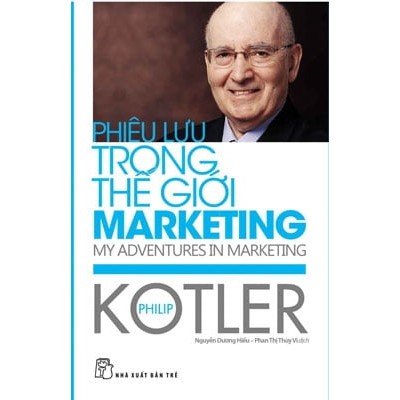 PHIÊU LƯU
TRONG
THẾ GIỚI
MARKETING
MY ADVENTURES IN MARKETING
PHILIP
KOTLER
Nguyễn Dương Hiếu - Phan Thị Thùy Vi dịch
NHÀ XUẤT BẢN TRẺ